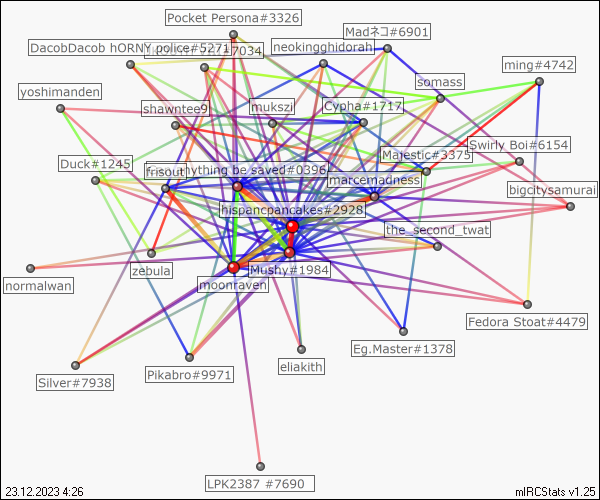 Pocket Persona#3326
Madネコ#6901
DacobDacob hORNY police#5271
7034
neokingghidorah
ming#4742
yoshimanden
somass
shawntee9
mukszi
Cypha#1717
Swirly Boi#6154
Duck#1245
Majestic#3375
frisout
anything be saved#0396
marcemadness
bigcitysamurai
hispancpancakes#2928
the_second_twat
normalwan
zebula
moonraven
Mushy#1984
Fedora Stoat#4479
Eg.Master#1378
Silver#7938
Pikabro#9971
eliakith
LPK2387 #7690
23.12.2023 4:26
mIRCStats v1.25